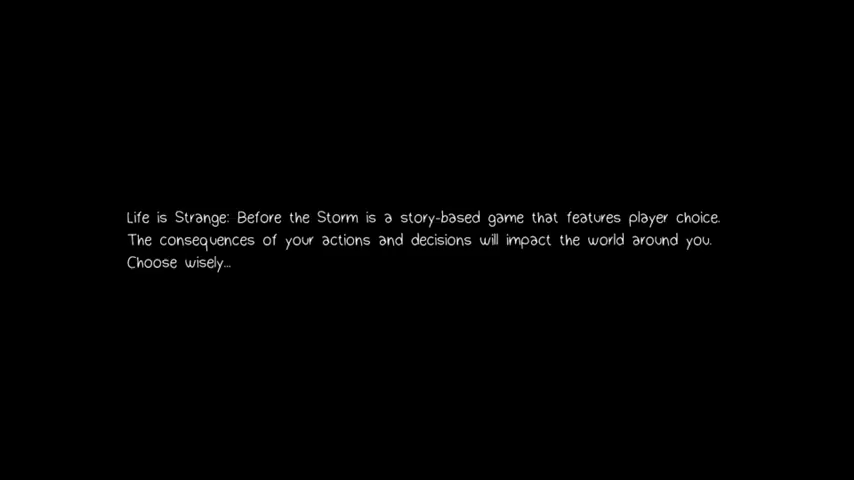 Life is Strange: Before the Storm is a story-based game that features player choice.
The consequences of your actions and decisions will impact the world around you.
Choose wisely...